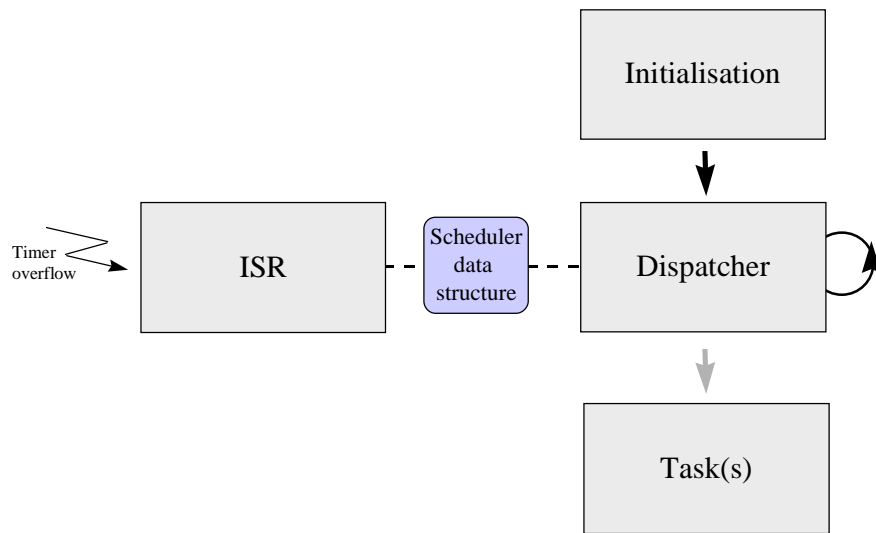 Initialisation
Timer
overflow
ISR
Scheduler
data
structure
Dispatcher
Task(s)